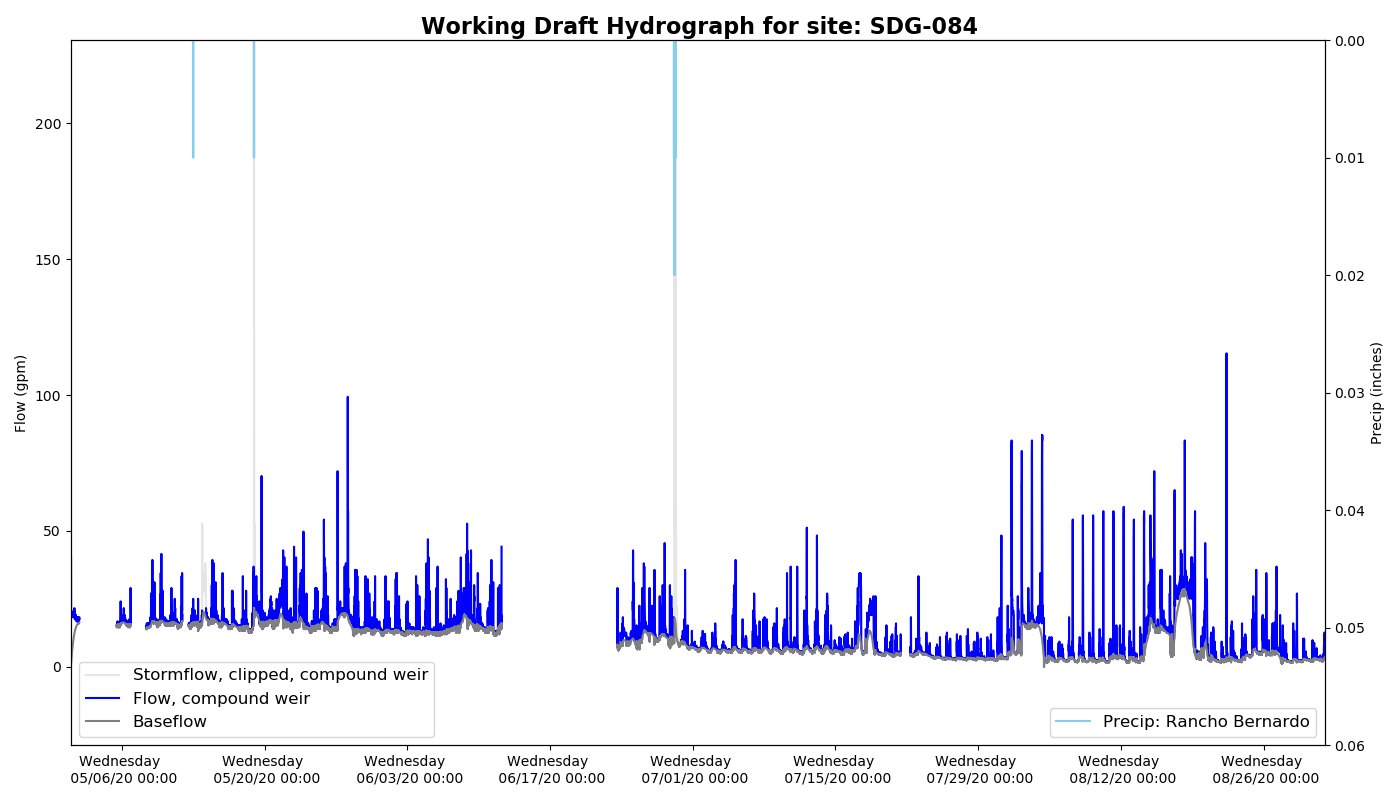 Working Draft Hydrograph for site: SDG-084
200
150
100
50
0
Flow (gpm)
0.00
0.01
0.02
0.03
0.04
0.05
0.06
Precip (inches)
Stormflow, clipped, compound weir
Flow, compound weir
Baseflow
Precip: Rancho Bernardo
Wednesday
05/06/20 00:00
Wednesday
05/20/20 00:00
Wednesday
06/03/20 00:00
Wednesday
06/17/20 00:00
Wednesday
07/01/20 00:00
Wednesday
07/15/20 00:00
Wednesday
07/29/20 00:00
Wednesday
08/12/20 00:00
Wednesday
08/26/20 00:00